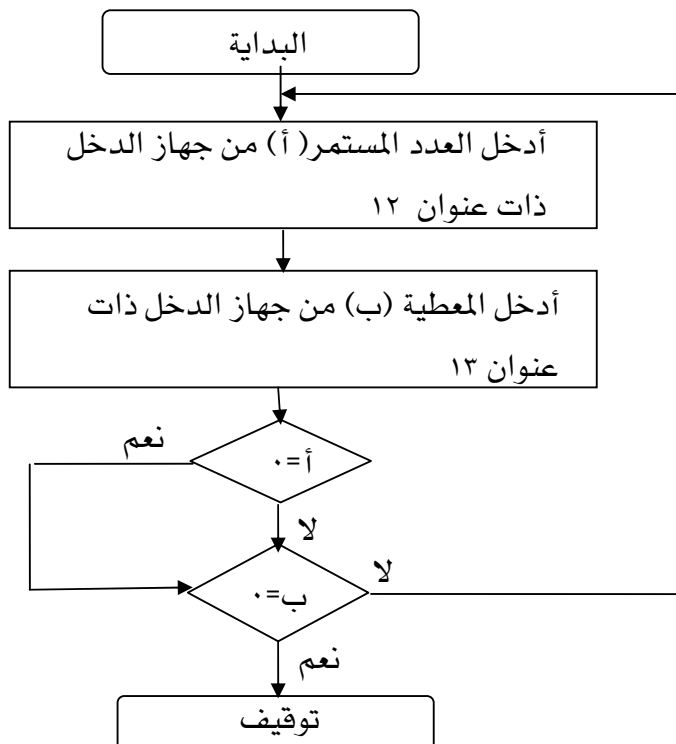 البداية
أدخل العدد المستمر( أ) من جهاز الدخل
ذات عنوان ١٢
أدخل المعطية (ب) من جهاز الدخل ذات
عنوان ١٣
نعم
أ=٠
لا
لا
ب=٠
نعم
توقيف